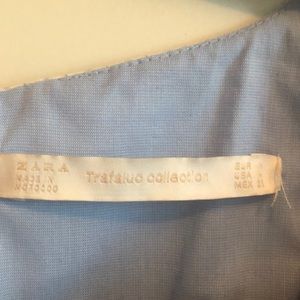 ZARA
MADE IN
MOROCCO
Trafaluc collection
EUR
USA
MEX